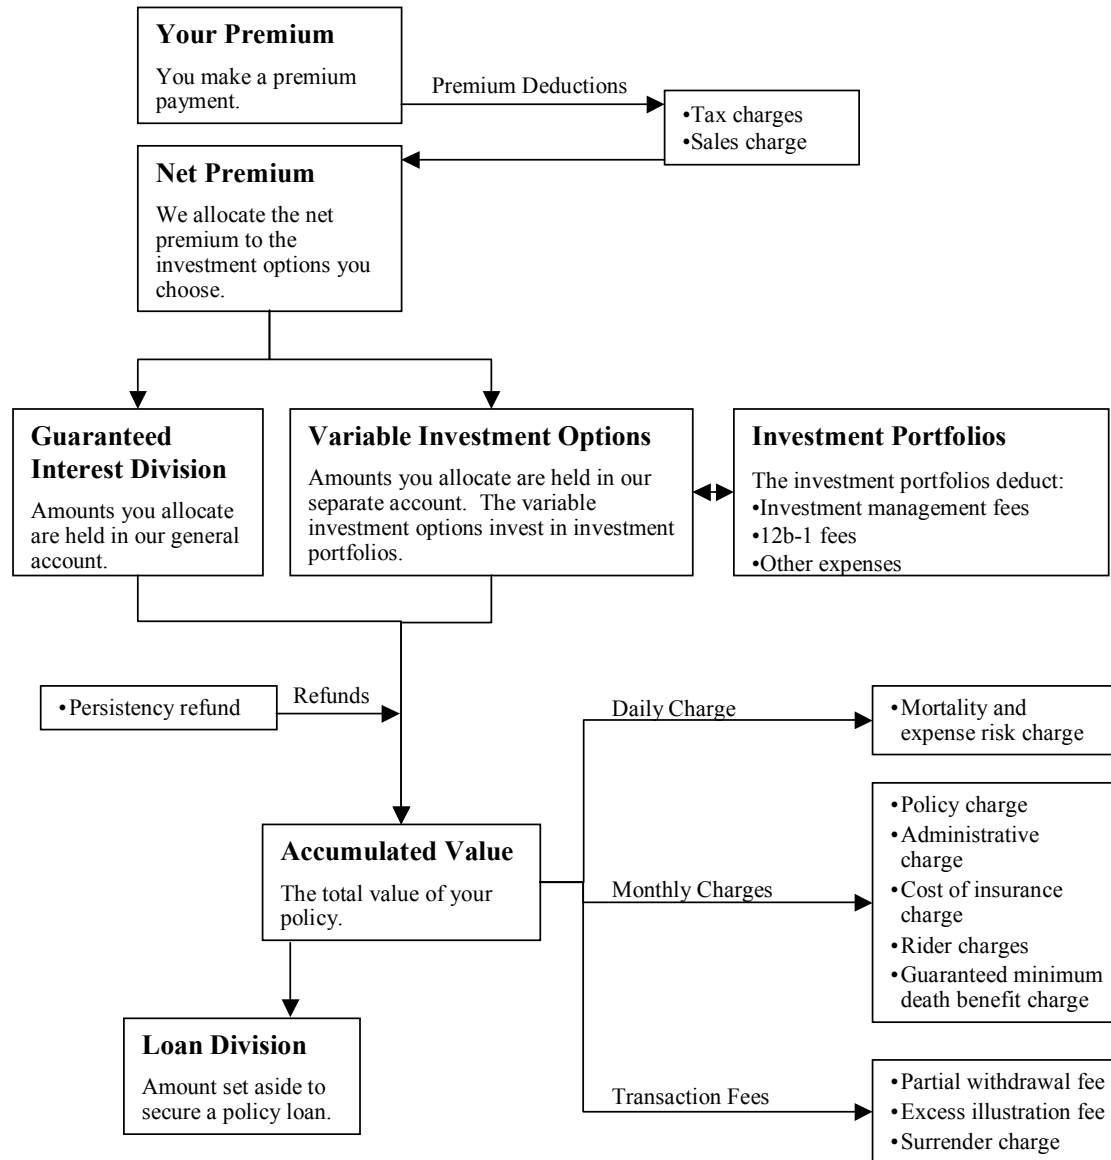 Your Premium
You make a premium
payment.
Premium Deductions
•Tax charges
•Sales charge
Net Premium
We allocate the net
premium to the
investment options you
choose.
Guaranteed
Interest Division
Amounts you allocate
are held in our general
account.
Variable Investment Options
Amounts you allocate are held in our
separate account.  The variable
investment options invest in investment
portfolios.
Investment Portfolios
The investment portfolios deduct:
•Investment management fees
•12b-1 fees
•Other expenses
•Persistency refund
Refunds
Daily Charge
•Mortality and
expense risk charge
Accumulated Value
The total value of your
policy.
Monthly Charges
•Policy charge
•Administrative
charge
•Cost of insurance
charge
•Rider charges
•Guaranteed minimum
death benefit charge
Loan Division
Amount set aside to
secure a policy loan.
Transaction Fees
•Partial withdrawal fee
•Excess illustration fee
•Surrender charge